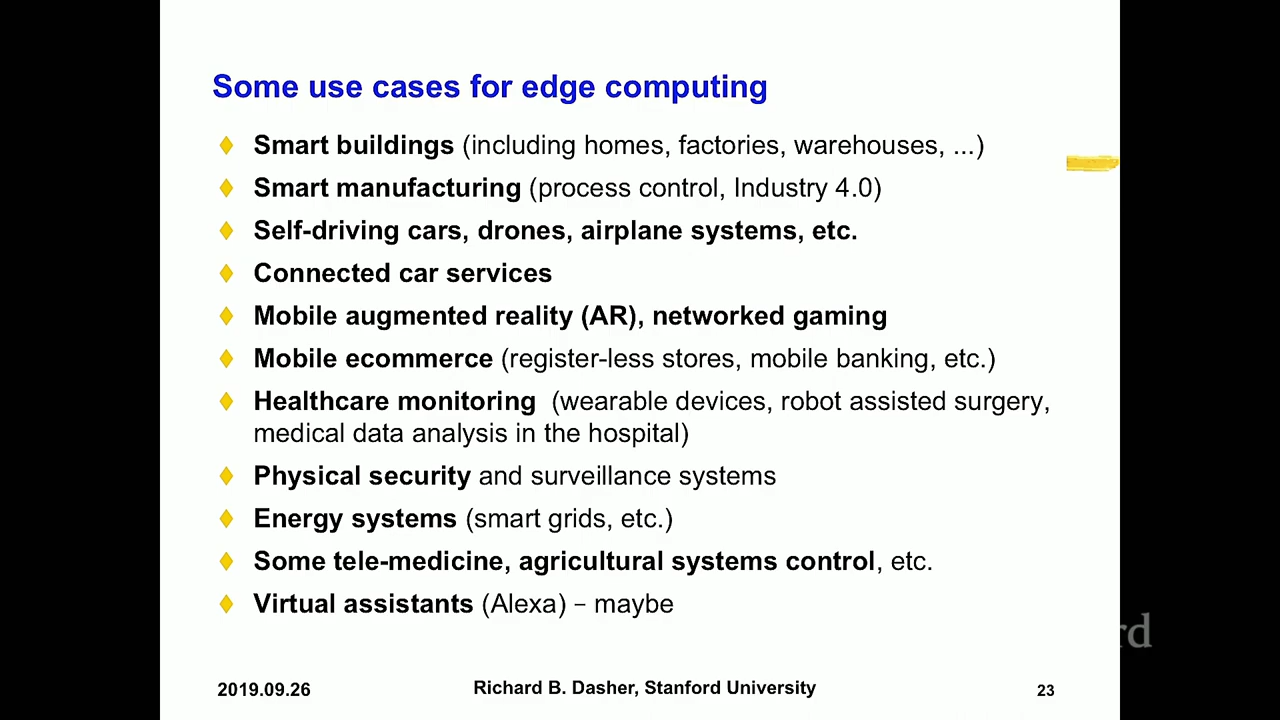 Some use cases for edge computing
Smart buildings (including homes, factories, warehouses, ...)
Smart manufacturing (process control, Industry 4.0)
Self-driving cars, drones, airplane systems, etc.
Connected car services
Mobile augmented reality (AR), networked gaming
Mobile ecommerce (register-less stores, mobile banking, etc.)
Healthcare monitoring (wearable devices, robot assisted surgery,
medical data analysis in the hospital)
Physical security and surveillance systems
Energy systems (smart grids, etc.)
Some tele-medicine, agricultural systems control, etc.
Virtual assistants (Alexa) – maybe
2019.09.26
Richard B. Dasher, Stanford University
23